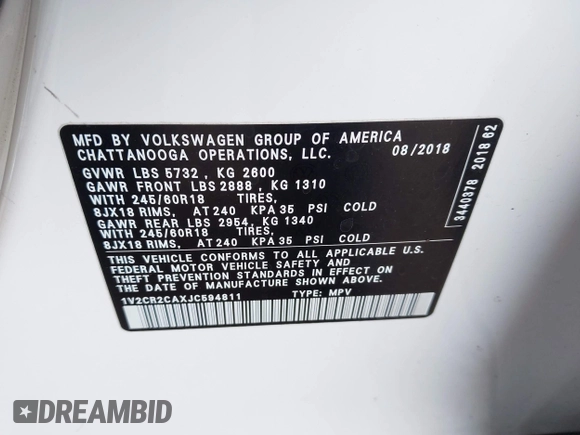 MFD BY VOLKSWAGEN GROUP OF AMERICA
CHATTANOOGA OPERATIONS, LLC. 08/2018
GVWR LBS 5732 , KG 2600
GAWR FRONT LBS 2888 , KG 1310
WITH 245/60R18 TIRES,
8JX18 RIMS, AT 240 KPA 35 PSI COLD
GAWR REAR LBS 2954, KG 1340
WITH 245/60R18 TIRES,
8JX18 RIMS, AT 240 KPA 35 PSI COLD
THIS VEHICLE CONFORMS TO ALL APPLICABLE U.S.
FEDERAL MOTOR VEHICLE SAFETY AND
THEFT PREVENTION STANDARDS IN EFFECT ON
THE DATE OF MANUFACTURE SHOWN ABOVE.
1V2CR2CAXJC594811 TYPE: MPV
3440378 2018 62
DREAMBID